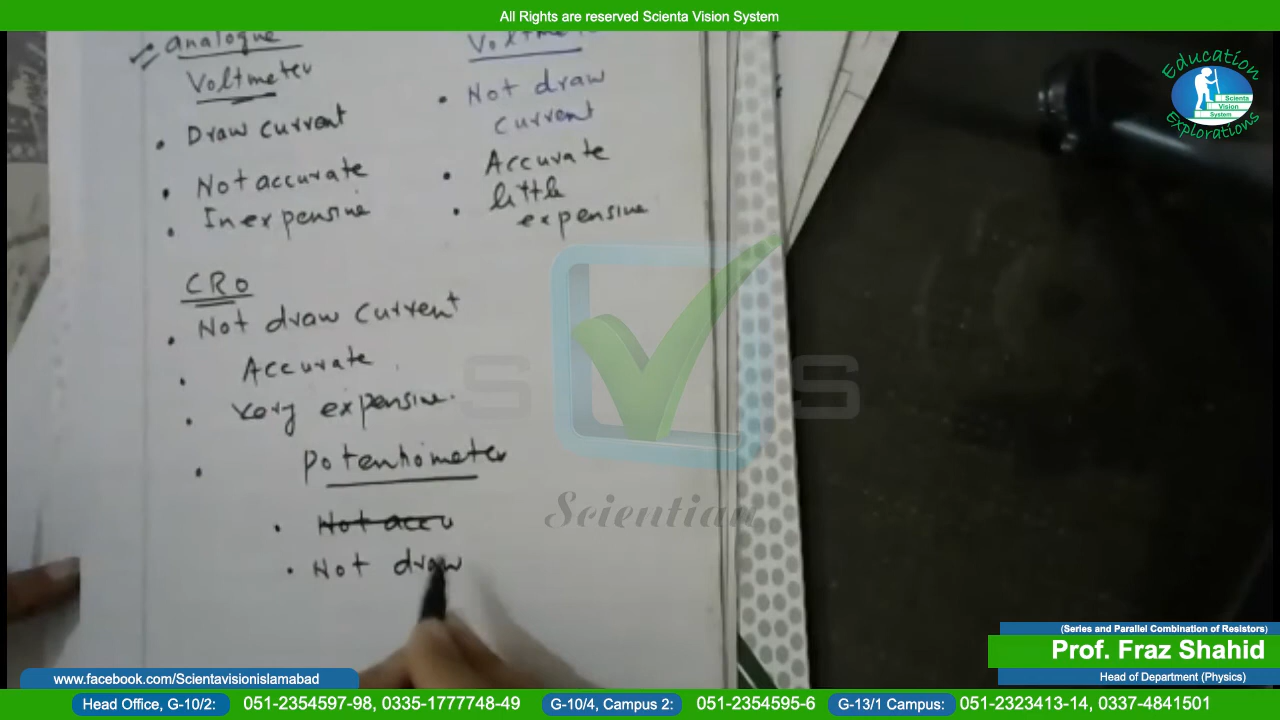 All Rights are reserved Scienta Vision System
analogue
Voltmeter
• Draw current
• Not accurate
• Inexpensive
• Not draw
current
• Accurate
• little
expensive
CRO
• Not draw current
• Accurate
• Very expensive.
• Potentiometer
• Not accu
• Not draw
Education
Scienta
Vision
System
Explorations
Scientian
(Series and Parallel Combination of Resistors)
Prof. Fraz Shahid
Head of Department (Physics)
www.facebook.com/Scientavisionislamabad
Head Office, G-10/2: 051-2354597-98, 0335-1777748-49 G-10/4, Campus 2: 051-2354595-6 G-13/1 Campus: 051-2323413-14, 0337-4841501